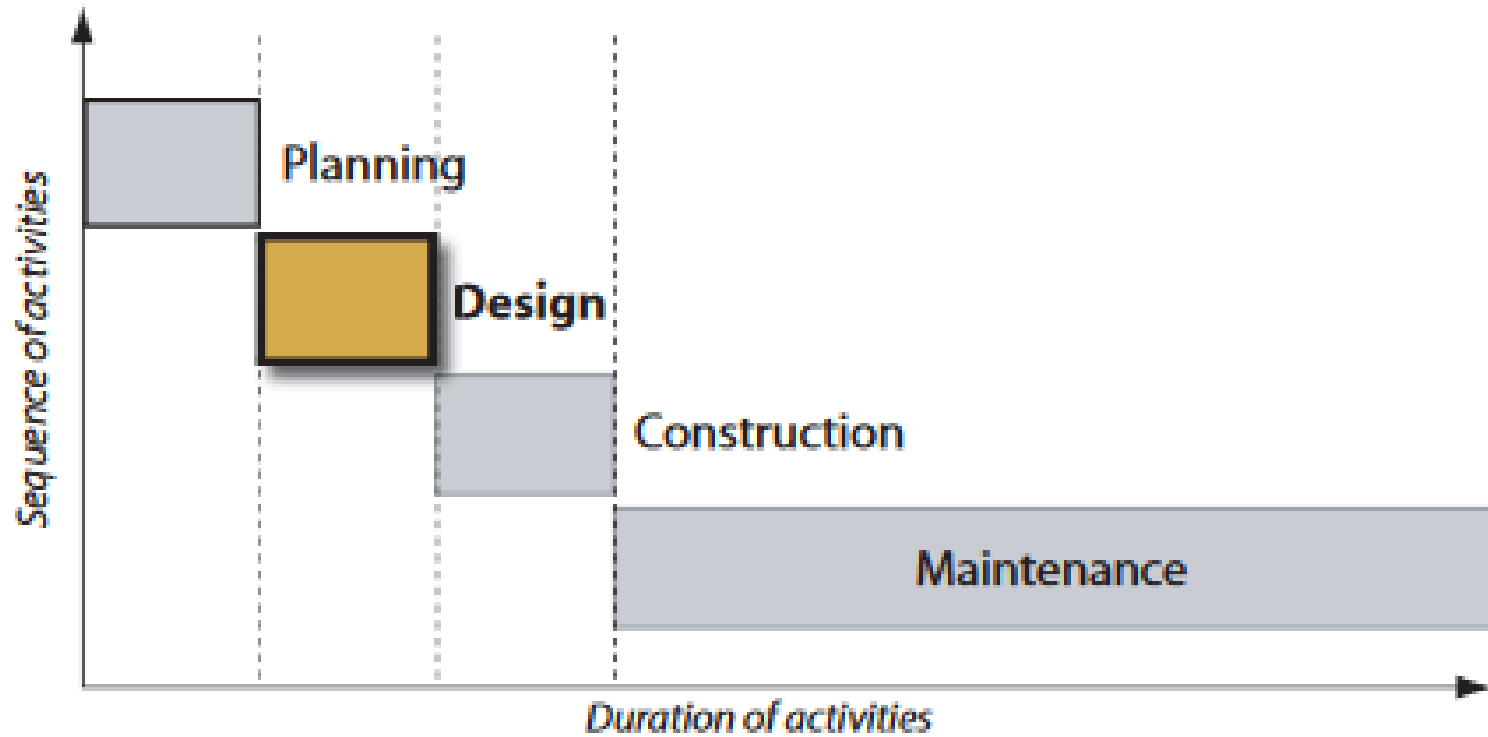 Planning
Design
Construction
Maintenance
Sequence of activities
Duration of activities